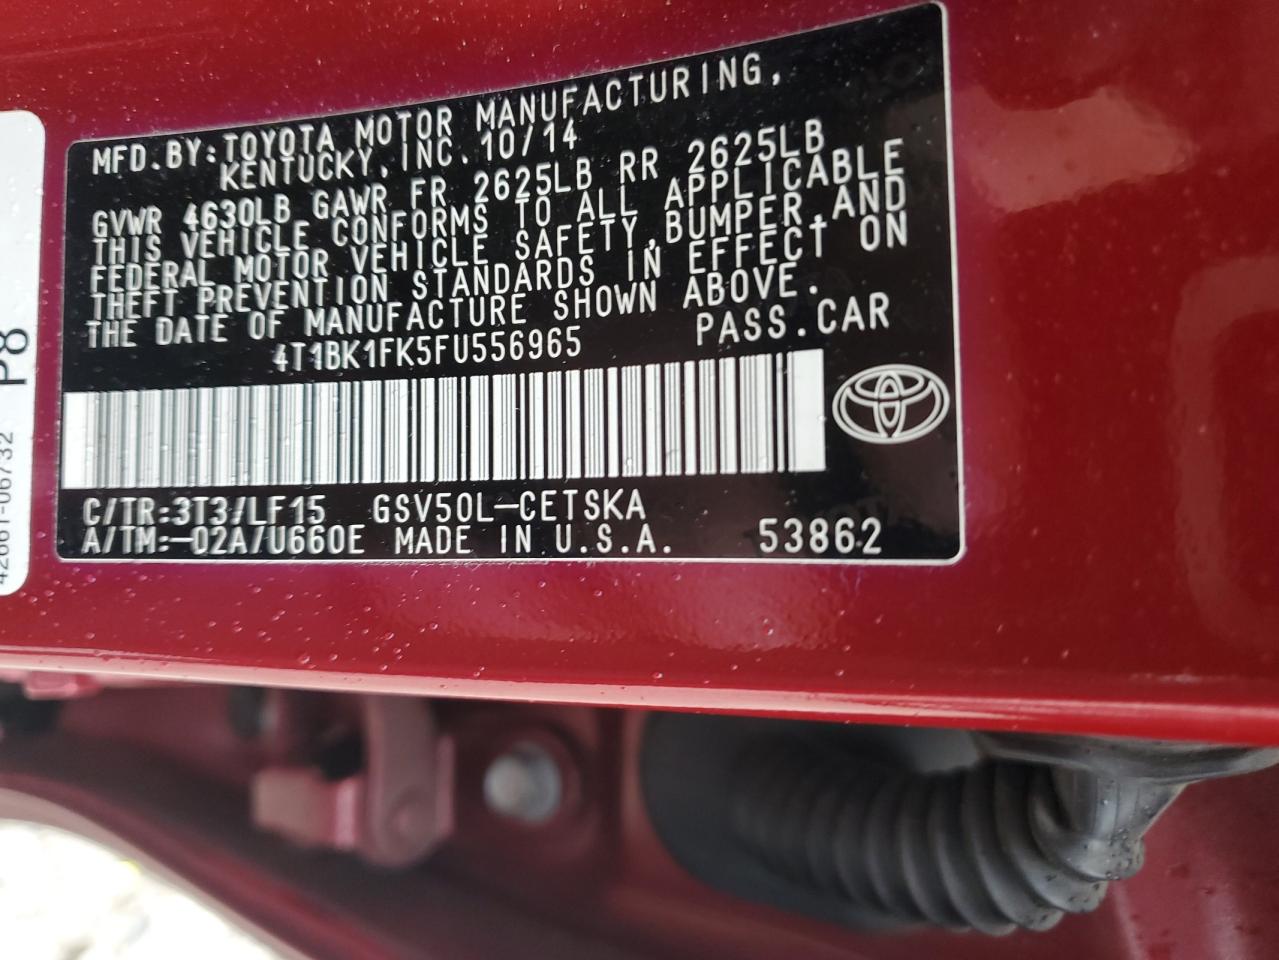 MFD.BY:TOYOTA MOTOR MANUFACTURING,
KENTUCKY,INC.10/14
GVWR 4630LB GAWR FR 2625LB RR 2625LB
THIS VEHICLE CONFORMS TO ALL APPLICABLE
FEDERAL MOTOR VEHICLE SAFETY,BUMPER,AND
THEFT PREVENTION STANDARDS IN EFFECT ON
THE DATE OF MANUFACTURE SHOWN ABOVE.
4T1BK1FK5FU556965 PASS.CAR
C/TR:3T3/LF15 GSV50L-CETSKA
A/TM:-02A/U660E MADE IN U.S.A. 53862
P8
42661-06732